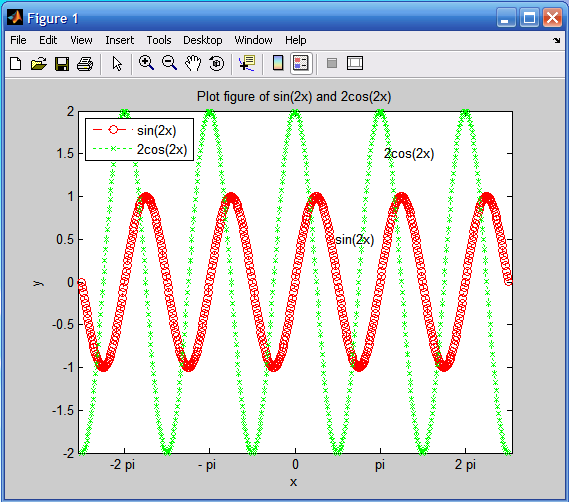 Figure 1
File Edit View Insert Tools Desktop Window Help
Plot figure of sin(2x) and 2cos(2x)
sin(2x)
2cos(2x)
2cos(2x)
sin(2x)
2
1.5
1
0.5
0
-0.5
-1
-1.5
-2
y
-2 pi - pi 0 pi 2 pi
x